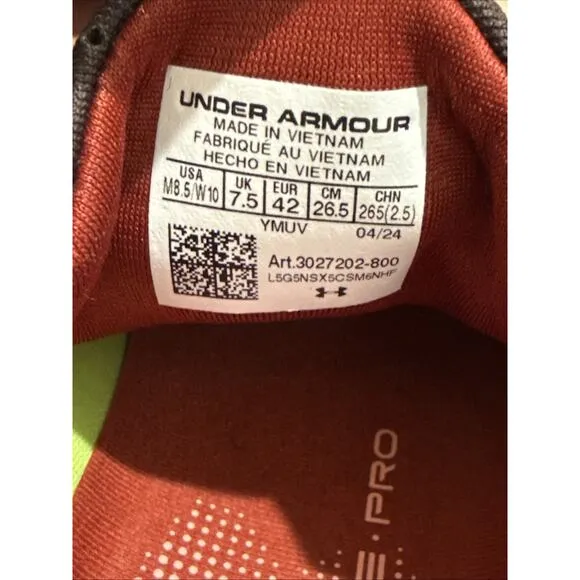 UNDER ARMOUR
MADE IN VIETNAM
FABRIQUÉ AU VIETNAM
HECHO EN VIETNAM
USA UK EUR CM CHN
M8.5/W10 7.5 42 26.5 265(2.5)
YMUV 04/24
Art.3027202-800
L5G5NSX5CSM6NHF
E·PRO